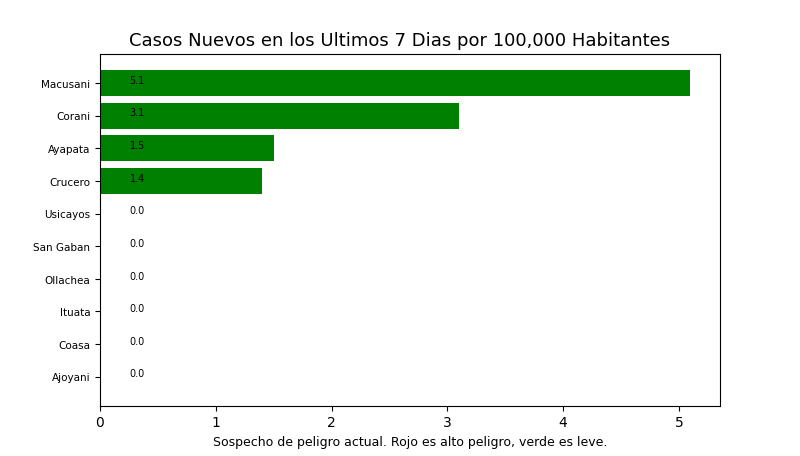 Casos Nuevos en los Ultimos 7 Dias por 100,000 Habitantes
Macusani 5.1
Corani 3.1
Ayapata 1.5
Crucero 1.4
Usicayos 0.0
San Gaban 0.0
Ollachea 0.0
Ituata 0.0
Coasa 0.0
Ajoyani 0.0
0 1 2 3 4 5
Sospecho de peligro actual. Rojo es alto peligro, verde es leve.